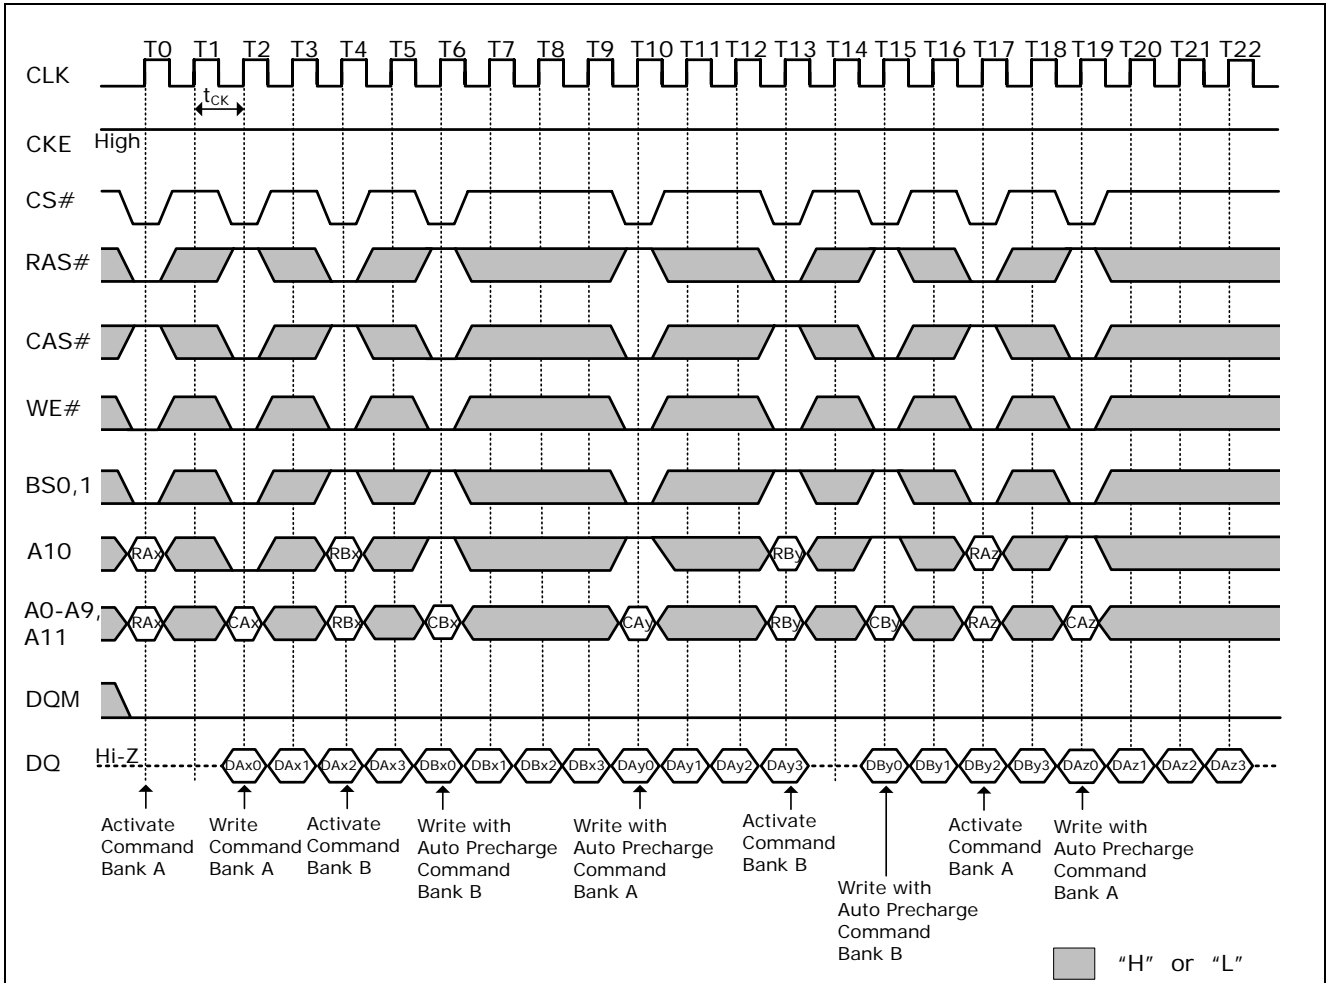 T0 T1 T2 T3 T4 T5 T6 T7 T8 T9 T10 T11 T12 T13 T14 T15 T16 T17 T18 T19 T20 T21 T22
CLK
tCK
CKE High
CS#
RAS#
CAS#
WE#
BS0,1
A10 RAx RBx RBy RAz
A0-A9,
A11
RAx CAx RBx CBx CAy RBy CBy RAz CAz
DQM
DQ Hi-Z DAx0 DAx1 DAx2 DAx3 DBx0 DBx1 DBx2 DBx3 DAy0 DAy1 DAy2 DAy3 DBy0 DBy1 DBy2 DBy3 DAz0 DAz1 DAz2 DAz3
Activate
Command
Bank A
Write
Command
Bank A
Activate
Command
Bank B
Write with
Auto Precharge
Command
Bank B
Write with
Auto Precharge
Command
Bank A
Activate
Command
Bank B
Write with
Auto Precharge
Command
Bank B
Activate
Command
Bank A
Write with
Auto Precharge
Command
Bank A
"H" or "L"